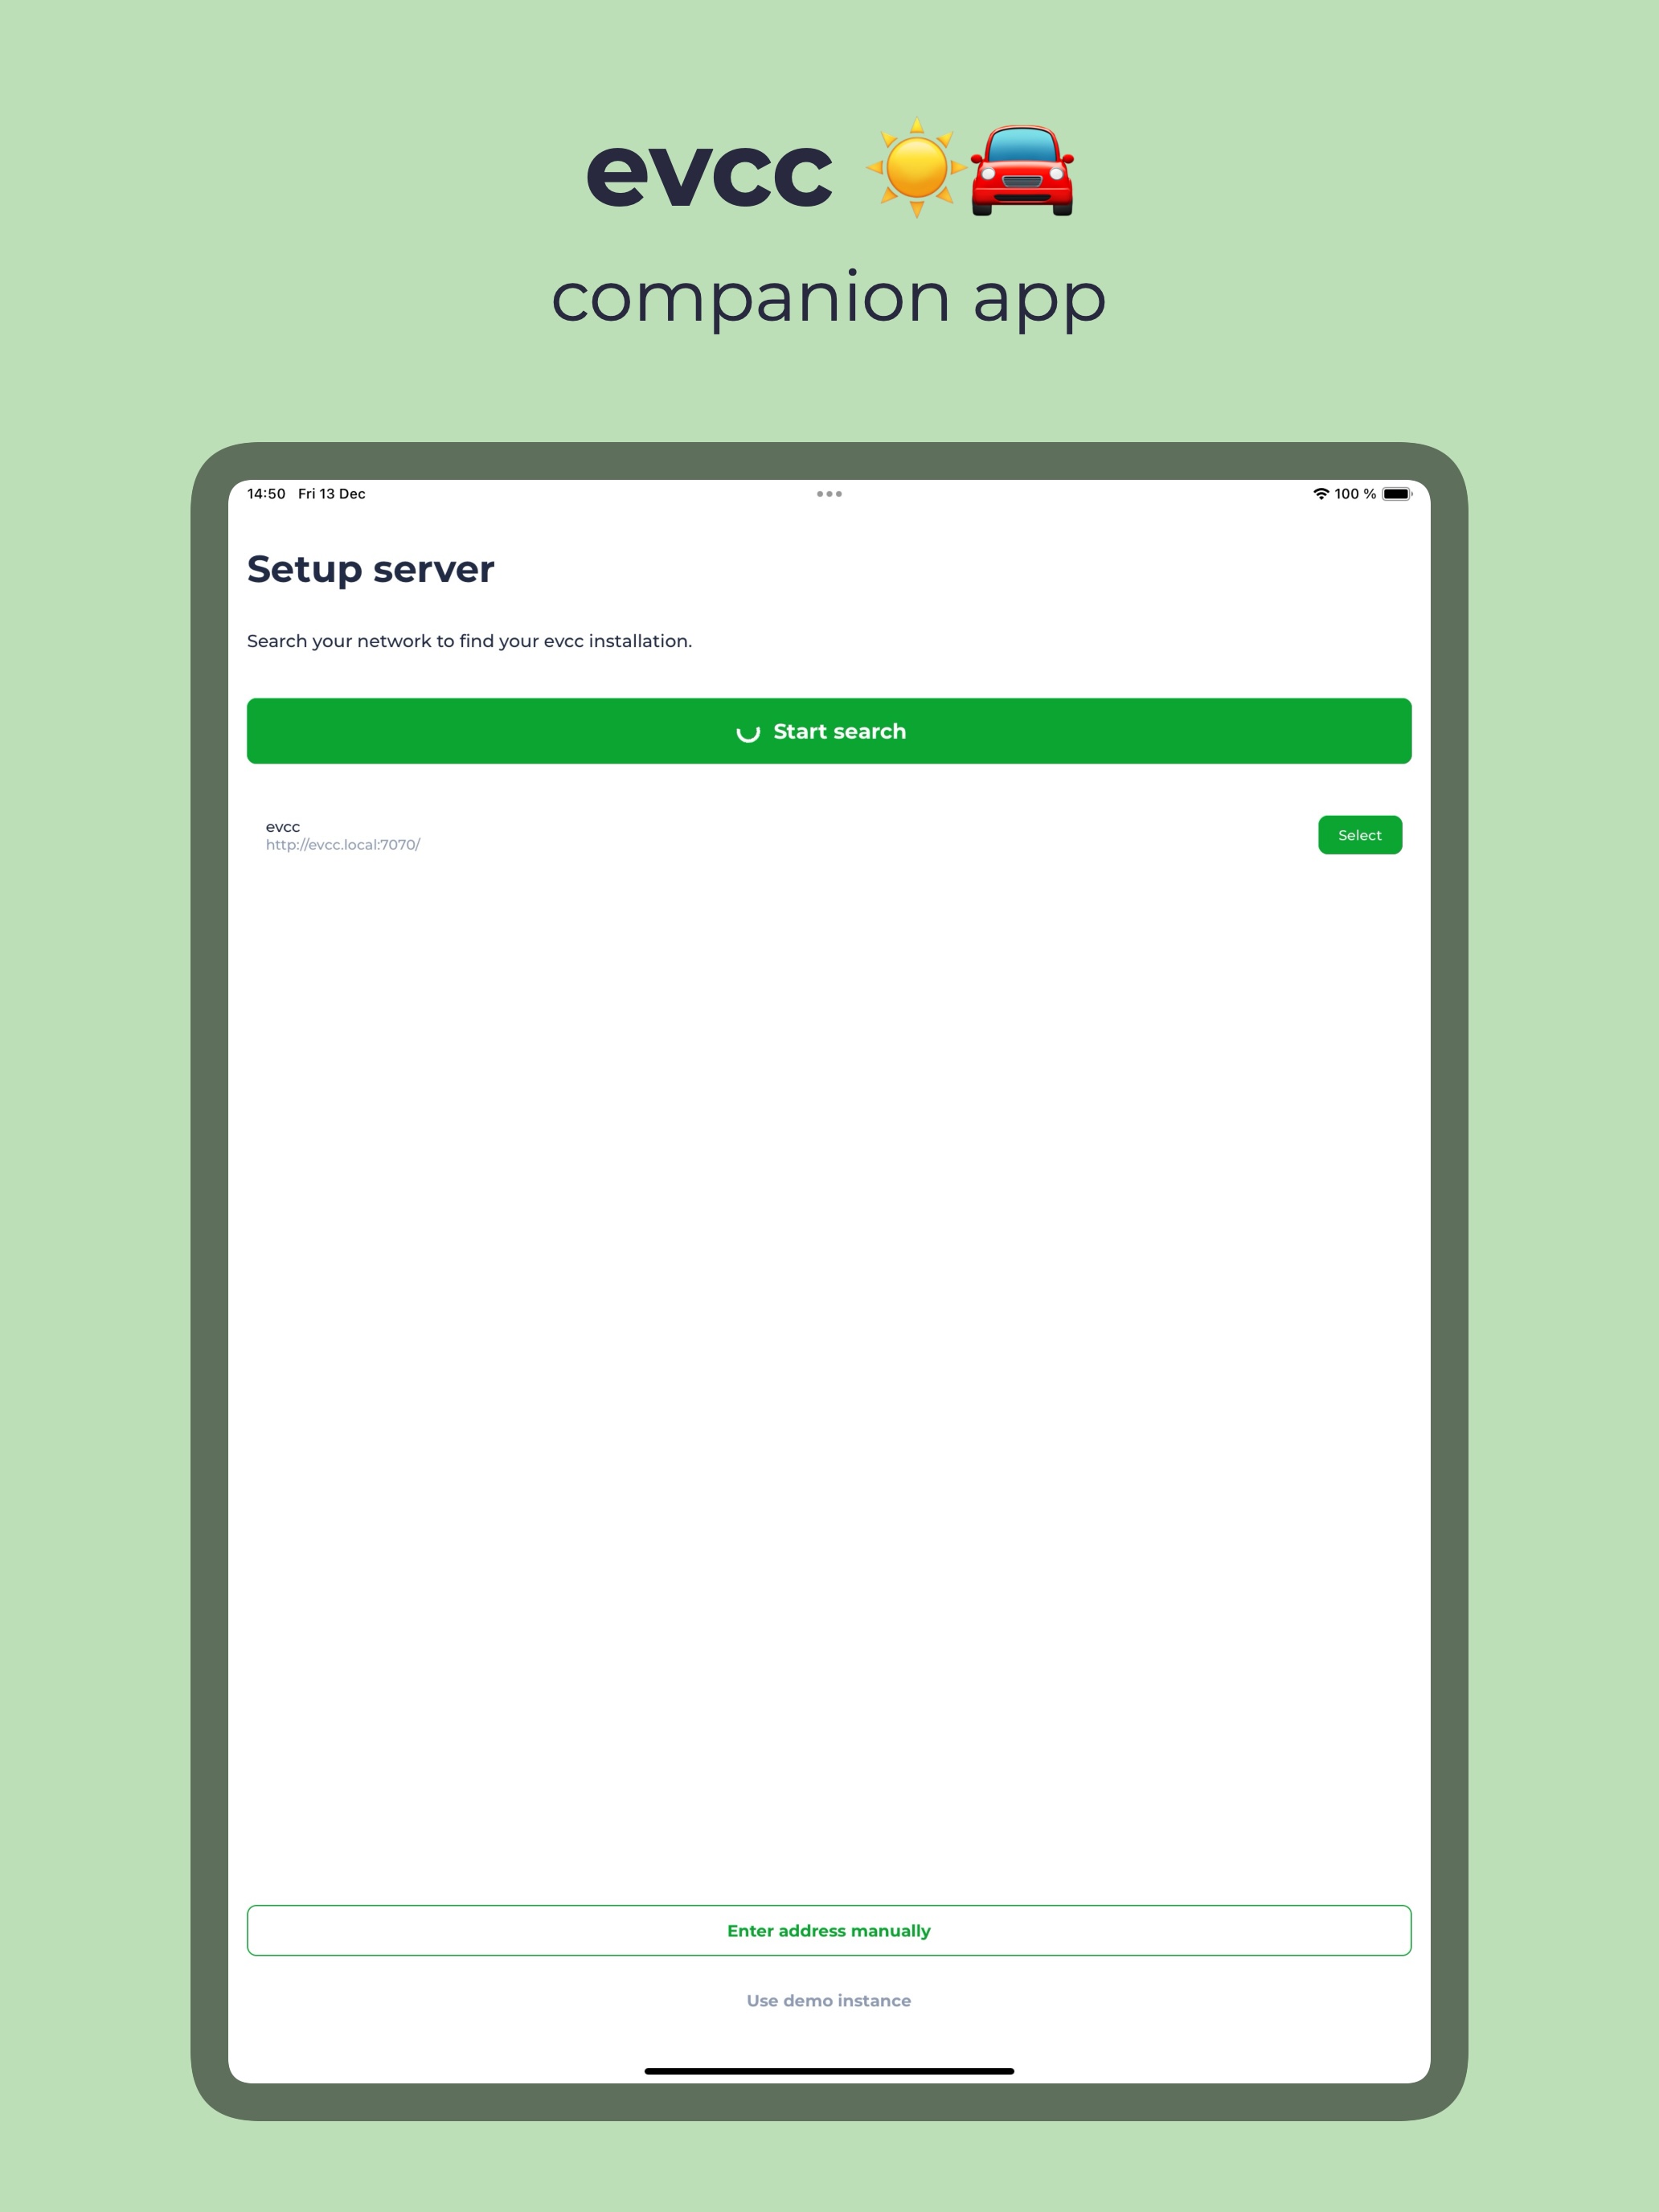 evcc ☀️🚘
companion app
14:50 Fri 13 Dec
100 %
Setup server
Search your network to find your evcc installation.
Start search
evcc
http://evcc.local:7070/
Select
Enter address manually
Use demo instance